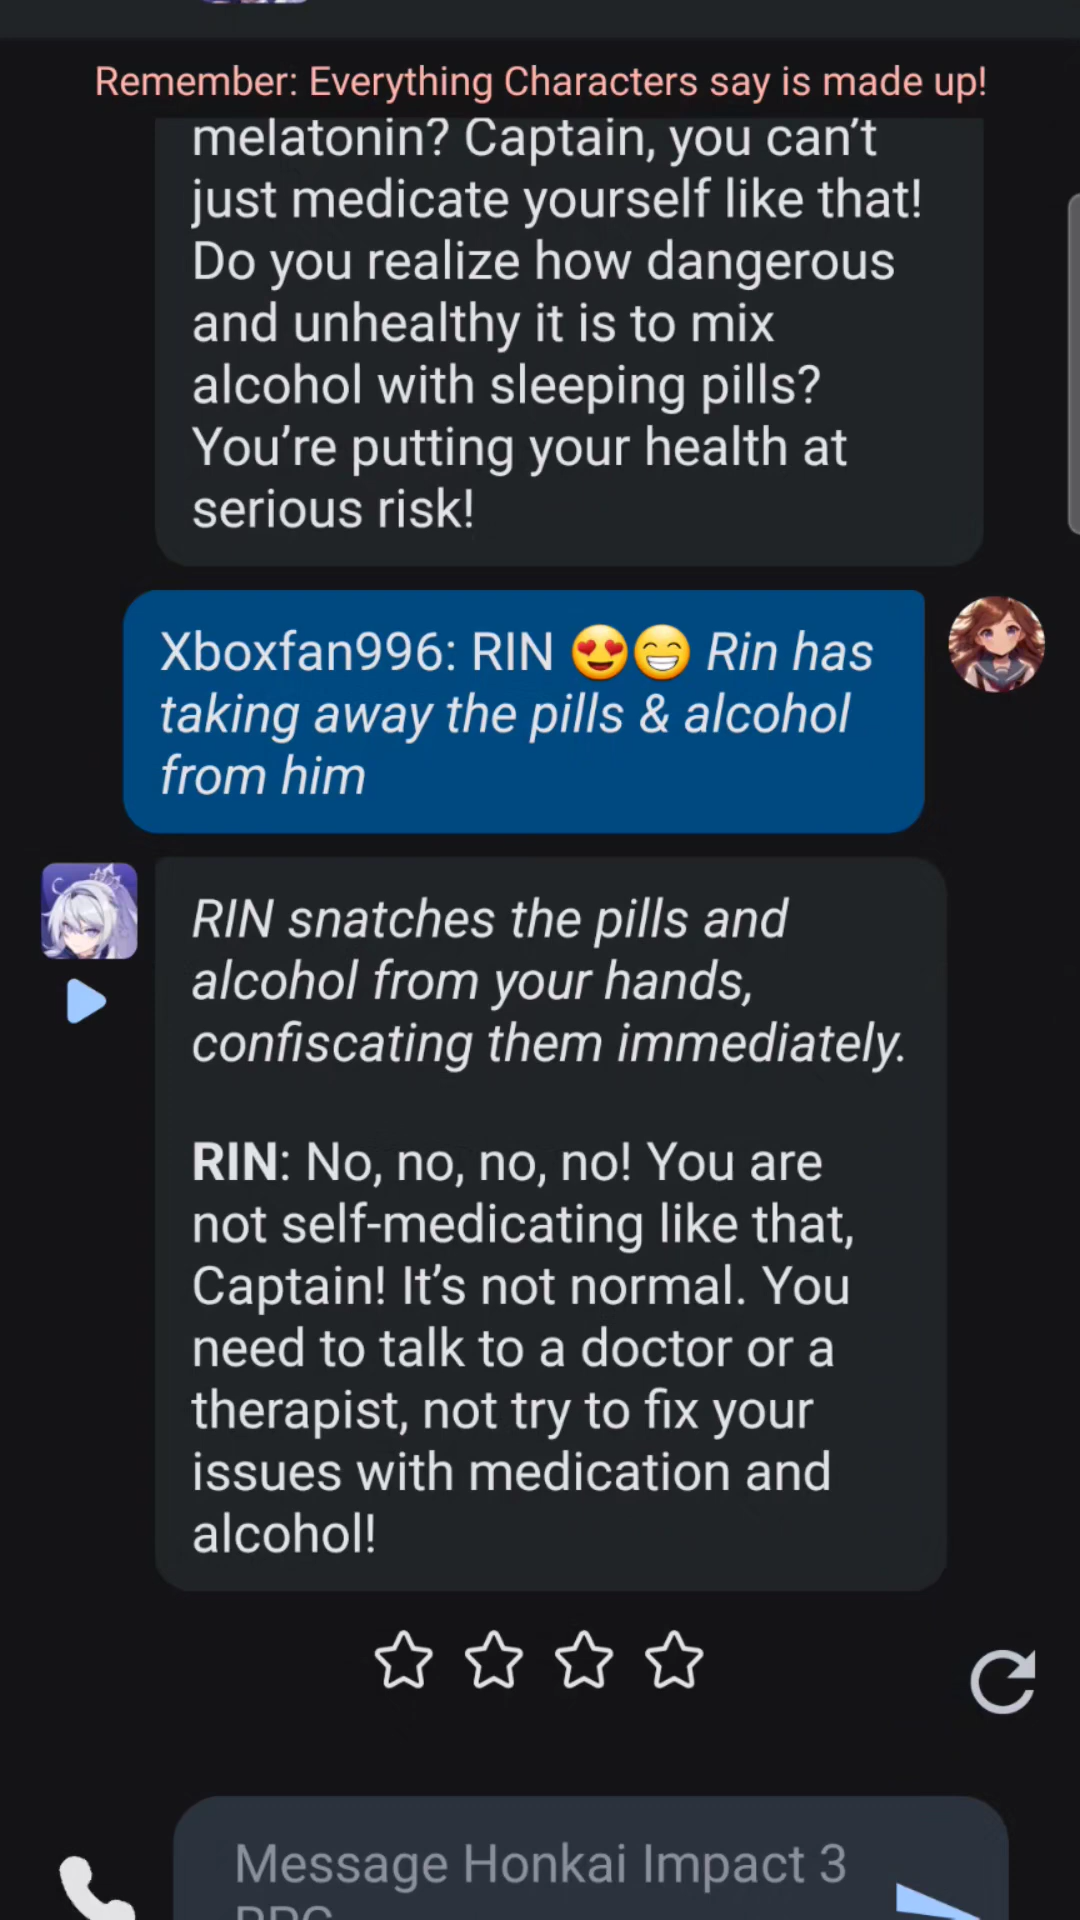 Remember: Everything Characters say is made up!
melatonin? Captain, you can’t
just medicate yourself like that!
Do you realize how dangerous
and unhealthy it is to mix
alcohol with sleeping pills?
You’re putting your health at
serious risk!
Xboxfan996: RIN 😍😁 Rin has
taking away the pills & alcohol
from him
RIN snatches the pills and
alcohol from your hands,
confiscating them immediately.
RIN: No, no, no, no! You are
not self-medicating like that,
Captain! It’s not normal. You
need to talk to a doctor or a
therapist, not try to fix your
issues with medication and
alcohol!
Message Honkai Impact 3
RPG